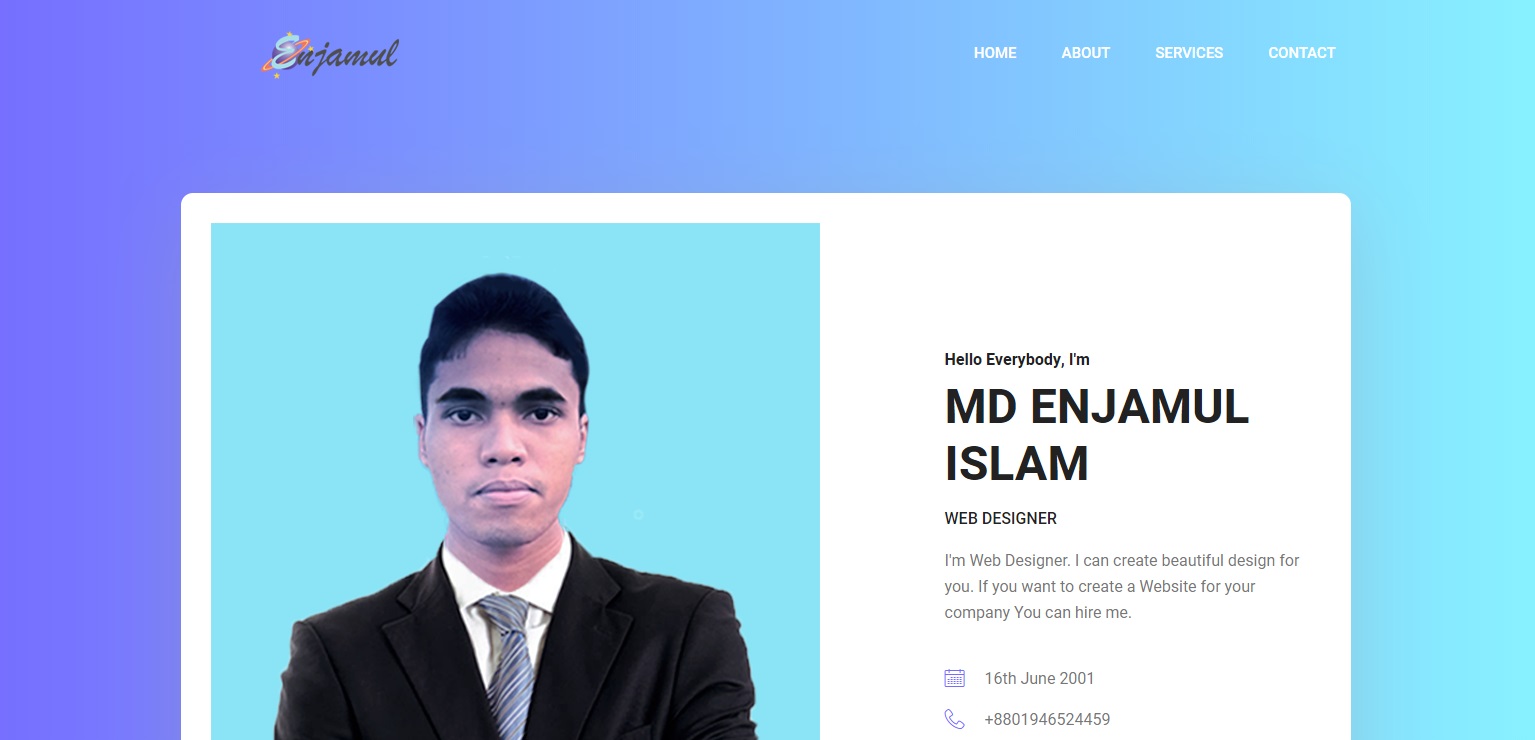 Enjamul
HOME ABOUT SERVICES CONTACT
Hello Everybody, I'm
MD ENJAMUL
ISLAM
WEB DESIGNER
I'm Web Designer. I can create beautiful design for
you. If you want to create a Website for your
company You can hire me.
16th June 2001
+8801946524459